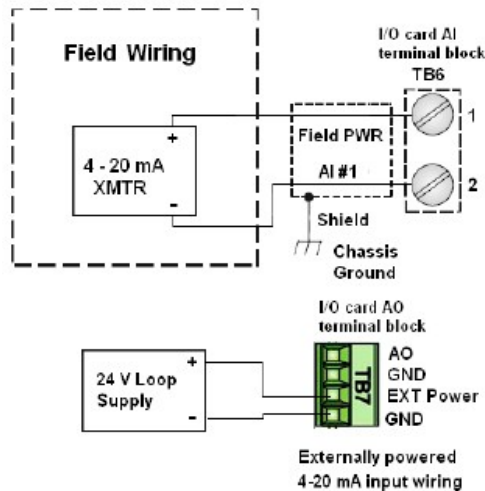 Field Wiring
I/O card AI
terminal block
TB6
1
Field PWR
4 - 20 mA
XMTR
+
-
AI #1
2
Shield
Chassis
Ground
I/O card AO
terminal block
24 V Loop
Supply
+
-
TB7
AO
GND
EXT Power
GND
Externally powered
4-20 mA input wiring